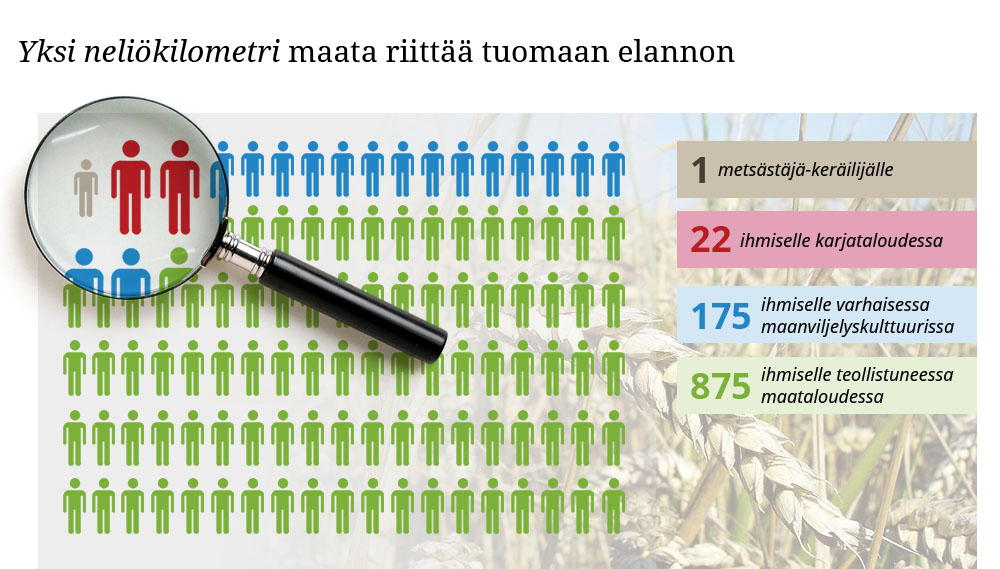 Yksi neliökilometri maata riittää tuomaan elannon
1 metsästäjä-keräilijälle
22 ihmiselle karjataloudessa
175 ihmiselle varhaisessa
maanviljelyskulttuurissa
875 ihmiselle teollistuneessa
maataloudessa